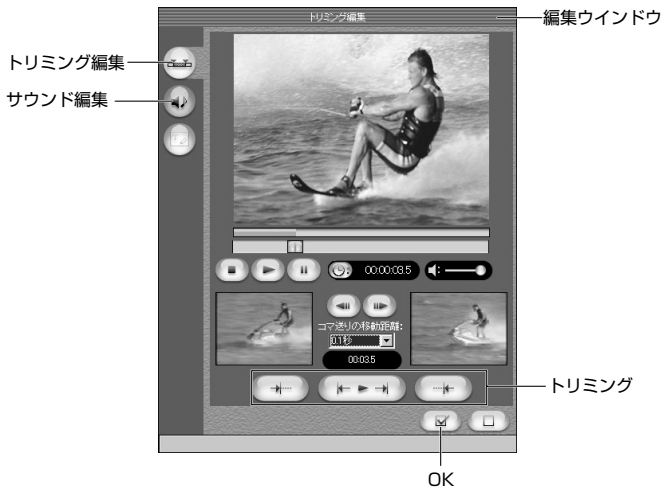 トリミング編集
編集ウインドウ
トリミング編集
サウンド編集
00:00:03.5
コマ送りの移動距離:
0.1秒
00:03.5
トリミング
OK